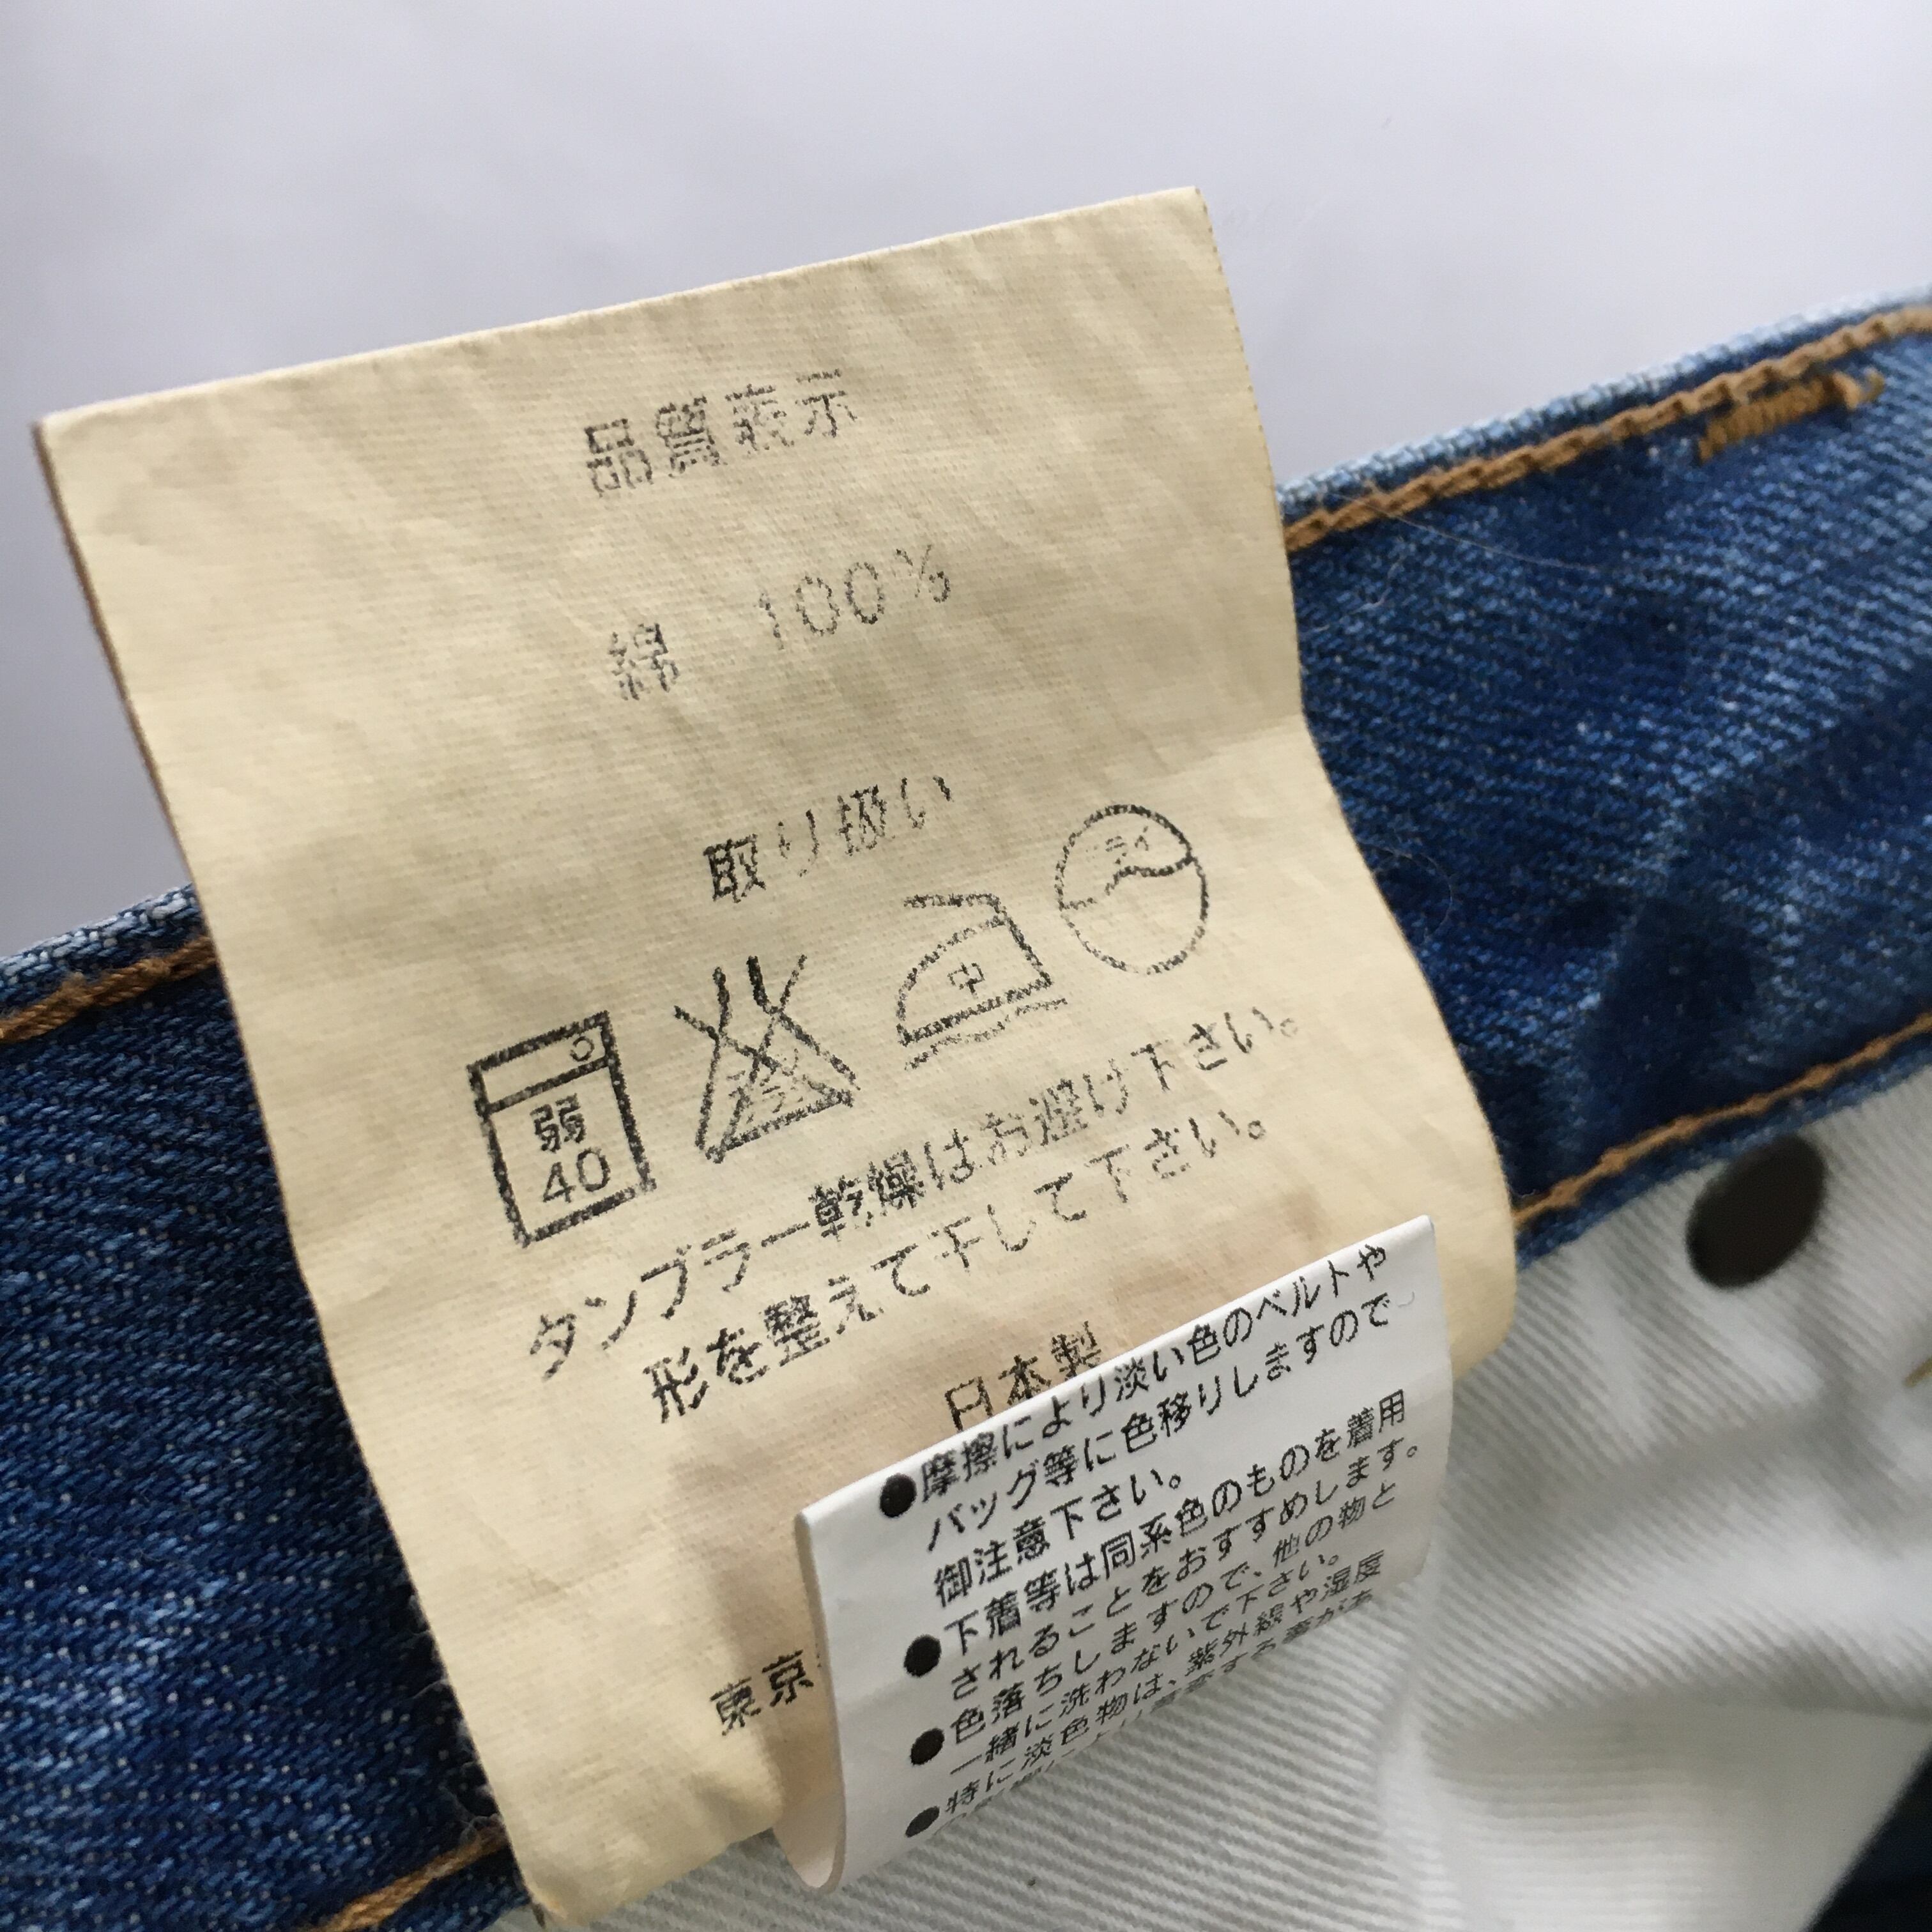 品質表示
綿 100%
取り扱い
中
弱
40
タンブラー乾燥はお避け下さい。
形を整えて干して下さい。
日本製
東京
●摩擦により淡い色のベルトや
バッグ等に色移りしますので
御注意下さい。
●下着等は同系色のものを着用
されることをおすすめします。
●色落ちしますので、他の物と
一緒に洗わないで下さい。
●特に淡色物は、紫外線や湿度